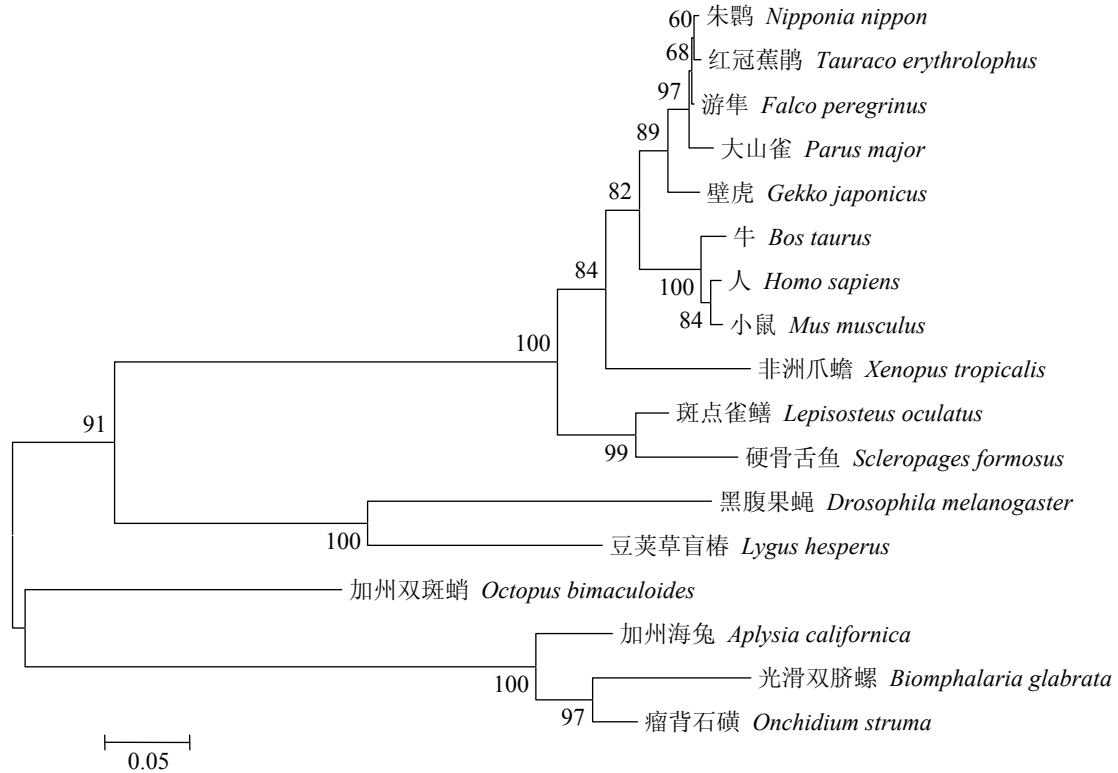 60 朱鹮 Nipponia nippon
68 红冠蕉鹃 Tauraco erythrolophus
97 游隼 Falco peregrinus
89 大山雀 Parus major
82 壁虎 Gekko japonicus
牛 Bos taurus
84 100 人 Homo sapiens
84 小鼠 Mus musculus
100 非洲爪蟾 Xenopus tropicalis
斑点雀鳝 Lepisosteus oculatus
91 99 硬骨舌鱼 Scleropages formosus
黑腹果蝇 Drosophila melanogaster
100 豆荚草盲椿 Lygus hesperus
加州双斑蛸 Octopus bimaculoides
加州海兔 Aplysia californica
100 光滑双脐螺 Biomphalaria glabrata
97 瘤背石磺 Onchidium struma
0.05